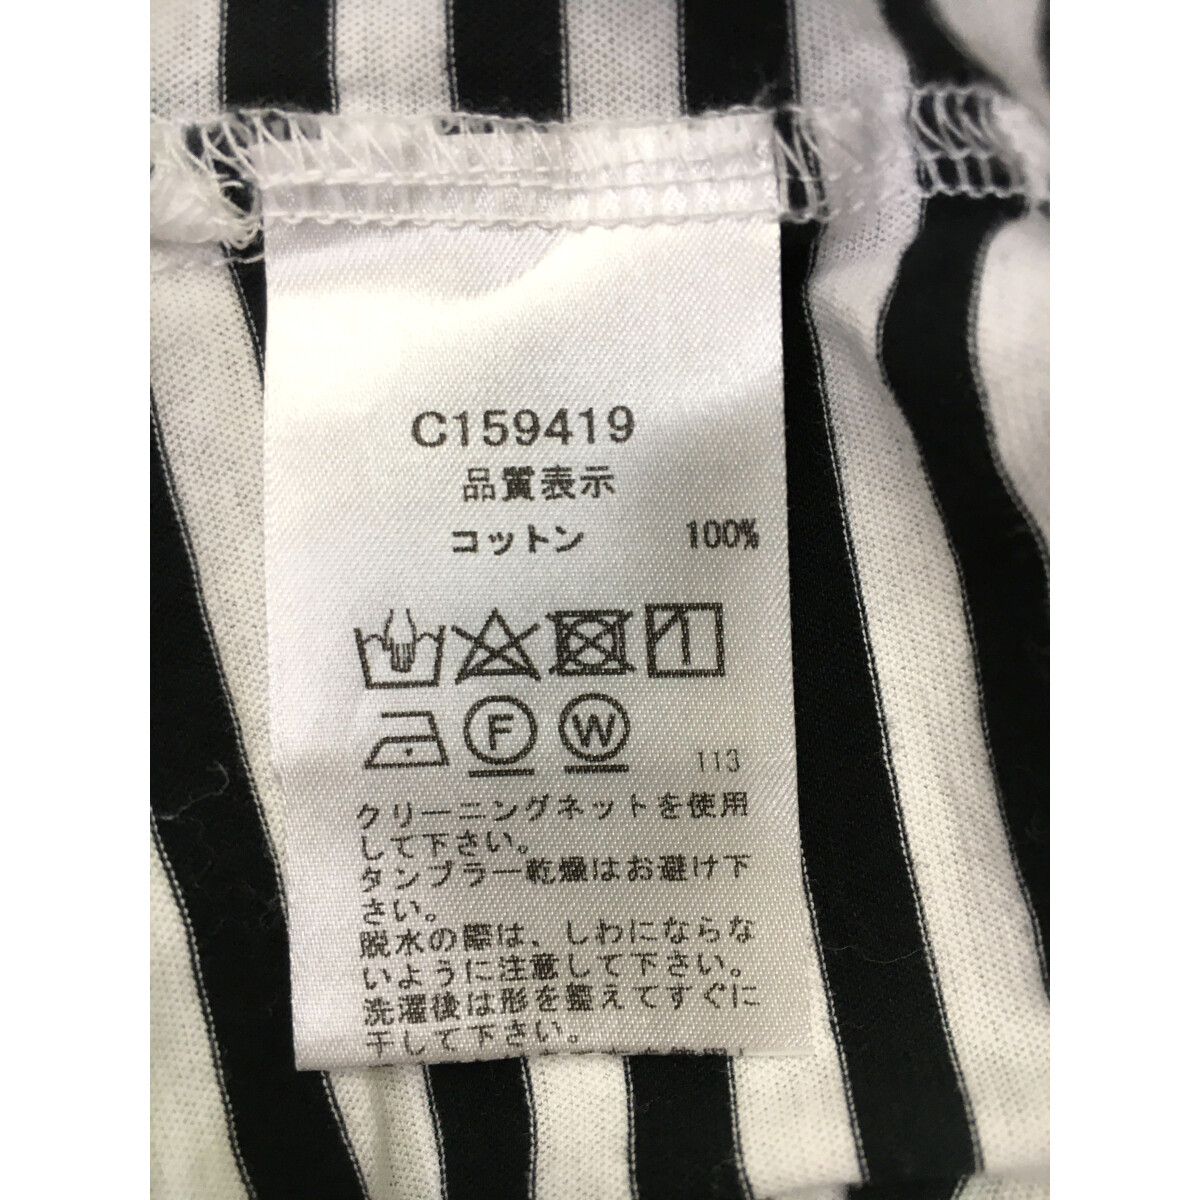 C159419
品質表示
コットン 100%
F W 113
クリーニングネットを使用
して下さい。
タンブラー乾燥はお避け下
さい。
脱水の際は、しわにならな
いように注意して下さい。
洗濯後は形を整えてすぐに
干して下さい。